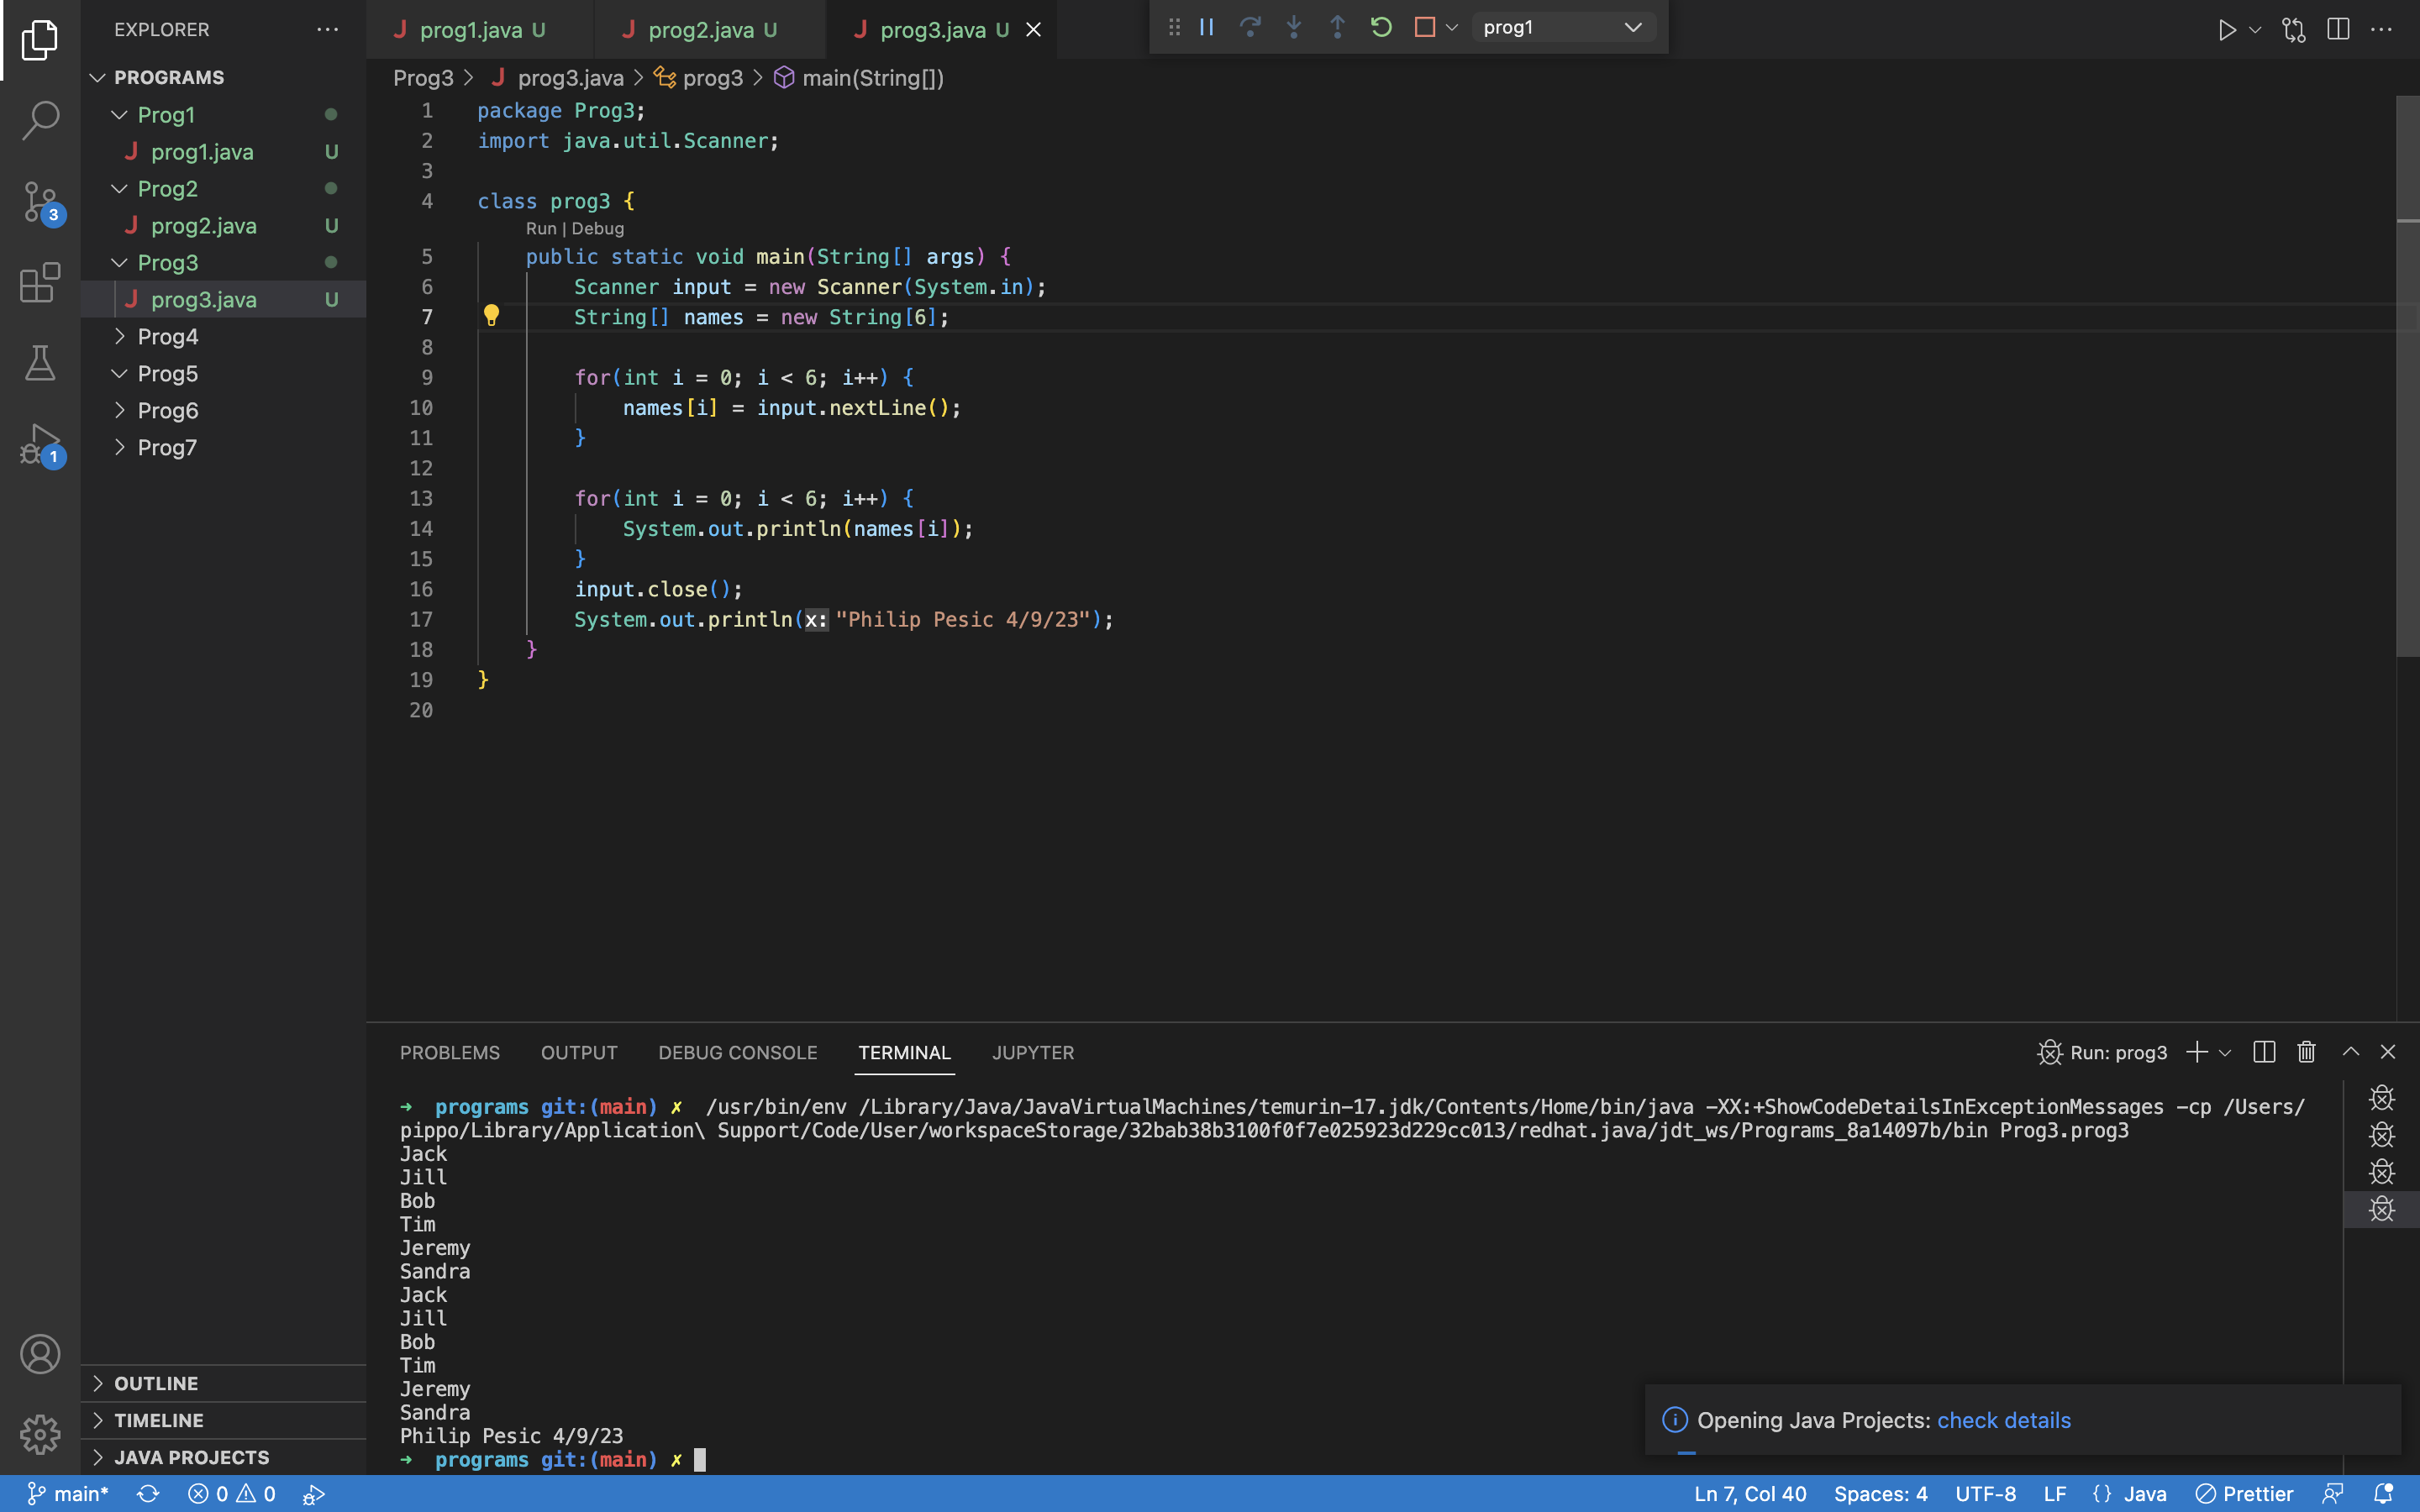 EXPLORER
PROGRAMS
Prog1
prog1.java U
Prog2
prog2.java U
Prog3
prog3.java U
Prog4
Prog5
Prog6
Prog7
OUTLINE
TIMELINE
JAVA PROJECTS
3
1
prog1.java U prog2.java U prog3.java U
prog1
Prog3 > prog3.java > prog3 > main(String[])
1 package Prog3;
2 import java.util.Scanner;
3
4 class prog3 {
Run | Debug
5 public static void main(String[] args) {
6 Scanner input = new Scanner(System.in);
7 String[] names = new String[6];
8
9 for(int i = 0; i < 6; i++) {
10 names[i] = input.nextLine();
11 }
12
13 for(int i = 0; i < 6; i++) {
14 System.out.println(names[i]);
15 }
16 input.close();
17 System.out.println(x: "Philip Pesic 4/9/23");
18 }
19 }
20
PROBLEMS OUTPUT DEBUG CONSOLE TERMINAL JUPYTER
Run: prog3
➜ programs git:(main) ✗ /usr/bin/env /Library/Java/JavaVirtualMachines/temurin-17.jdk/Contents/Home/bin/java -XX:+ShowCodeDetailsInExceptionMessages -cp /Users/
pippo/Library/Application\ Support/Code/User/workspaceStorage/32bab38b3100f0f7e025923d229cc013/redhat.java/jdt_ws/Programs_8a14097b/bin Prog3.prog3
Jack
Jill
Bob
Tim
Jeremy
Sandra
Jack
Jill
Bob
Tim
Jeremy
Sandra
Philip Pesic 4/9/23
➜ programs git:(main) ✗
Opening Java Projects: check details
main* 0 0 Ln 7, Col 40 Spaces: 4 UTF-8 LF {} Java Prettier